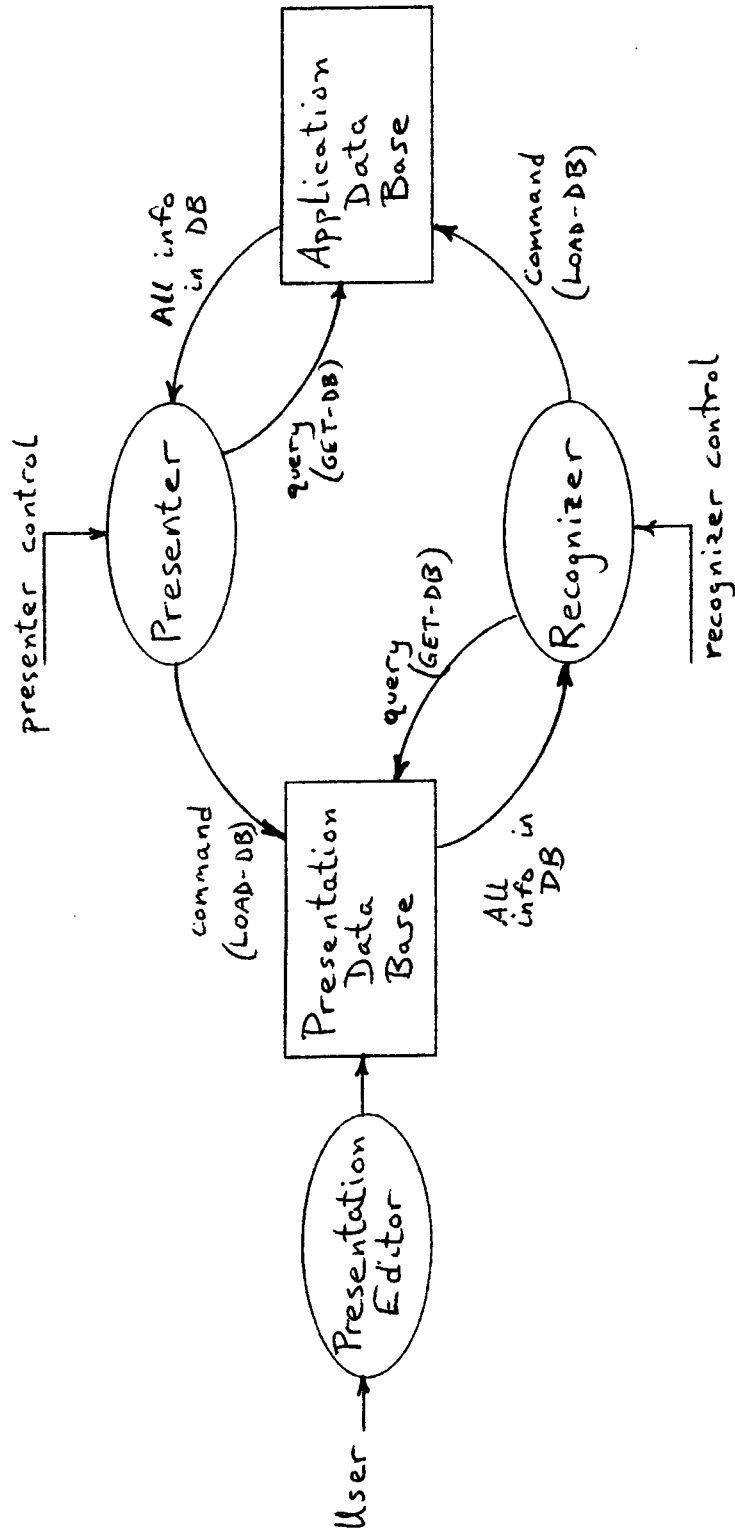 presenter control
Presenter
All info
in DB
query
(GET-DB)
Command
(LOAD-DB)
User
Presentation
Editor
Presentation
Data
Base
Application
Data
Base
query
(GET-DB)
All
info in
DB
Command
(LOAD-DB)
Recognizer
recognizer control